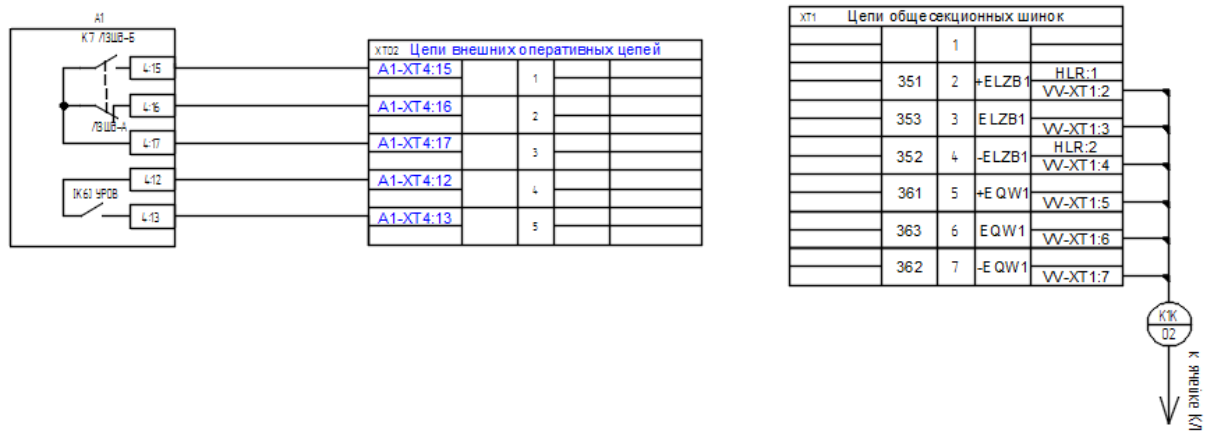 A1
К7 ЛЗШВ-Б
4:15
4:16
ЛЗШВ-А
4:17
4:12
[K6] УРОВ
4:13
XT02 Цепи внешних оперативных цепей
A1-XT4:15
1
A1-XT4:16
2
A1-XT4:17
3
A1-XT4:12
4
A1-XT4:13
5
XT1 Цепи общесекционных шинок
1
351 2 +ELZB1 HLR:1
VV-XT1:2
353 3 ELZB1
VV-XT1:3
352 4 -ELZB1 HLR:2
VV-XT1:4
361 5 +EQW1
VV-XT1:5
363 6 EQW1
VV-XT1:6
362 7 -EQW1
VV-XT1:7
К1К
02
к ячейке КЛ